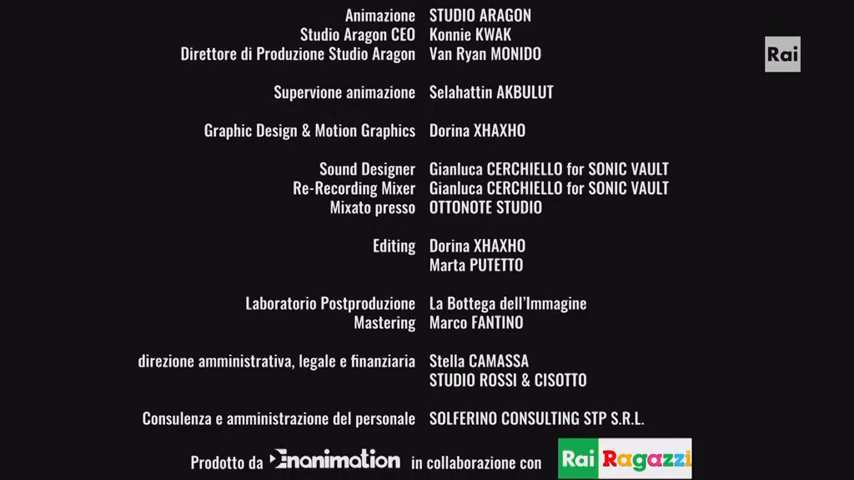 Animazione STUDIO ARAGON
Studio Aragon CEO Konnie KWAK
Rai
Direttore di Produzione Studio Aragon Van Ryan MONIDO
Supervione animazione Selahattin AKBULUT
Graphic Design & Motion Graphics Dorina XHAXHO
Sound Designer Gianluca CERCHIELLO for SONIC VAULT
Re-Recording Mixer Gianluca CERCHIELLO for SONIC VAULT
Mixato presso OTTONOTE STUDIO
Editing Dorina XHAXHO
Marta PUTETTO
Laboratorio Postproduzione La Bottega dell'Immagine
Mastering Marco FANTINO
direzione amministrativa, legale e finanziaria Stella CAMASSA
STUDIO ROSSI & CISOTTO
Consulenza e amministrazione del personale SOLFERINO CONSULTING STP S.R.L.
Prodotto da Enanimation in collaborazione con Rai Ragazzi